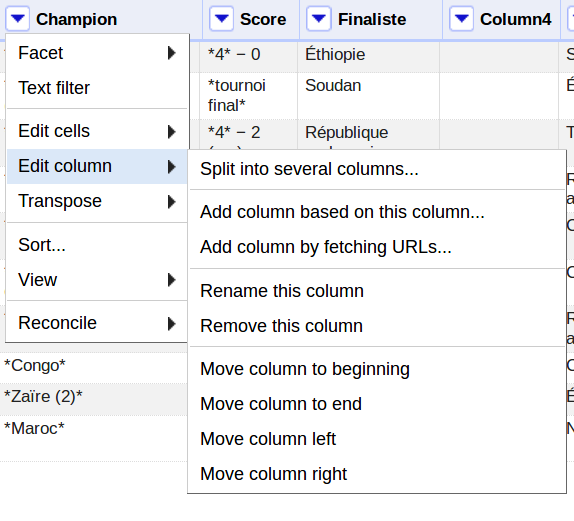 Champion Score Finaliste Column4
Facet *4* − 0 Éthiopie
Text filter *tournoi Soudan
final*
Edit cells *4* − 2 République
Edit column
Split into several columns...
Transpose
Add column based on this column...
Sort...
Add column by fetching URLs...
View
Rename this column
Reconcile
Remove this column
*Congo*
Move column to beginning
*Zaïre (2)*
Move column to end
*Maroc*
Move column left
Move column right